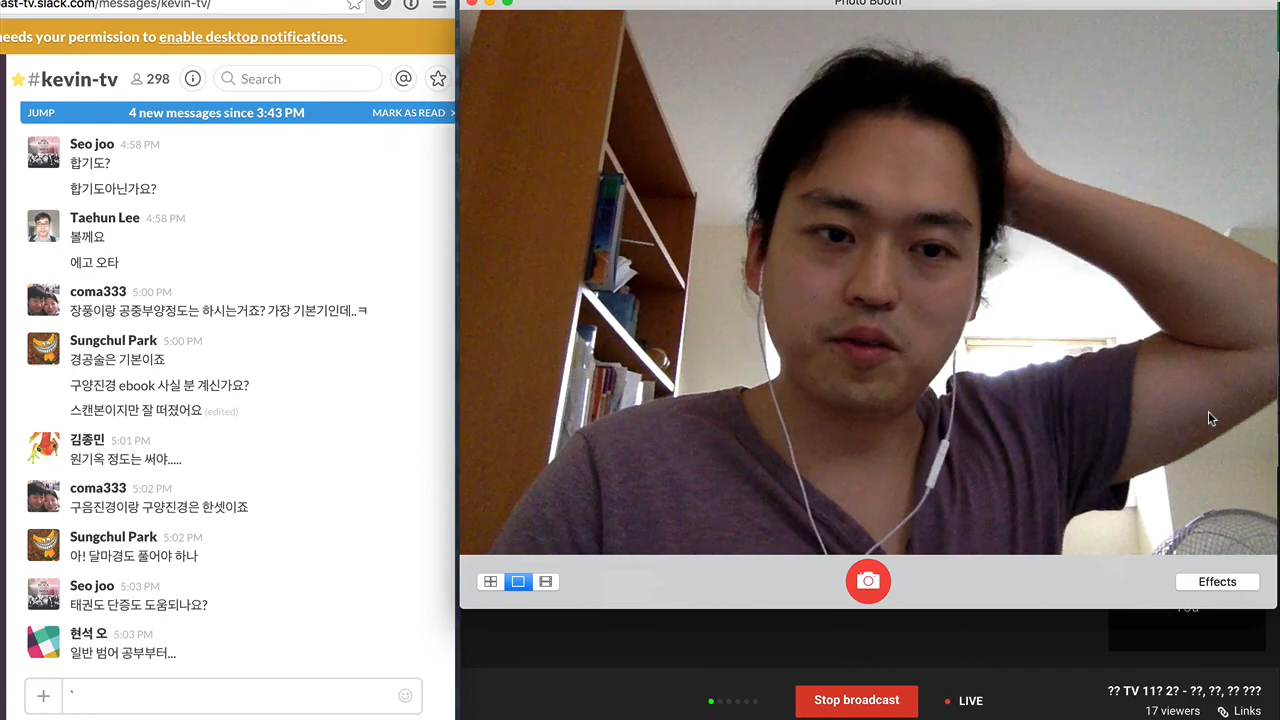 ast-tv.slack.com/messages/kevin-tv/
needs your permission to enable desktop notifications.
#kevin-tv 298 Search
JUMP 4 new messages since 3:43 PM MARK AS READ
Seo joo 4:58 PM
합기도?
합기도아닌가요?
Taehun Lee 4:58 PM
볼께요
에고 오타
coma333 5:00 PM
장풍이랑 공중부양정도는 하시는거죠? 가장 기본기인데..ㅋ
Sungchul Park 5:00 PM
경공술은 기본이죠
구양진경 ebook 사실 분 계신가요?
스캔본이지만 잘 떠졌어요 (edited)
김종민 5:01 PM
원기옥 정도는 써야.....
coma333 5:02 PM
구음진경이랑 구양진경은 한셋이죠
Sungchul Park 5:02 PM
아! 달마경도 풀어야 하나
Seo joo 5:03 PM
태권도 단증도 도움되나요?
현석 오 5:03 PM
일반 범어 공부부터...
`
Photo Booth
Effects
You
Stop broadcast
LIVE
?? TV 11? 2? - ??, ??, ?? ???
17 viewers Links